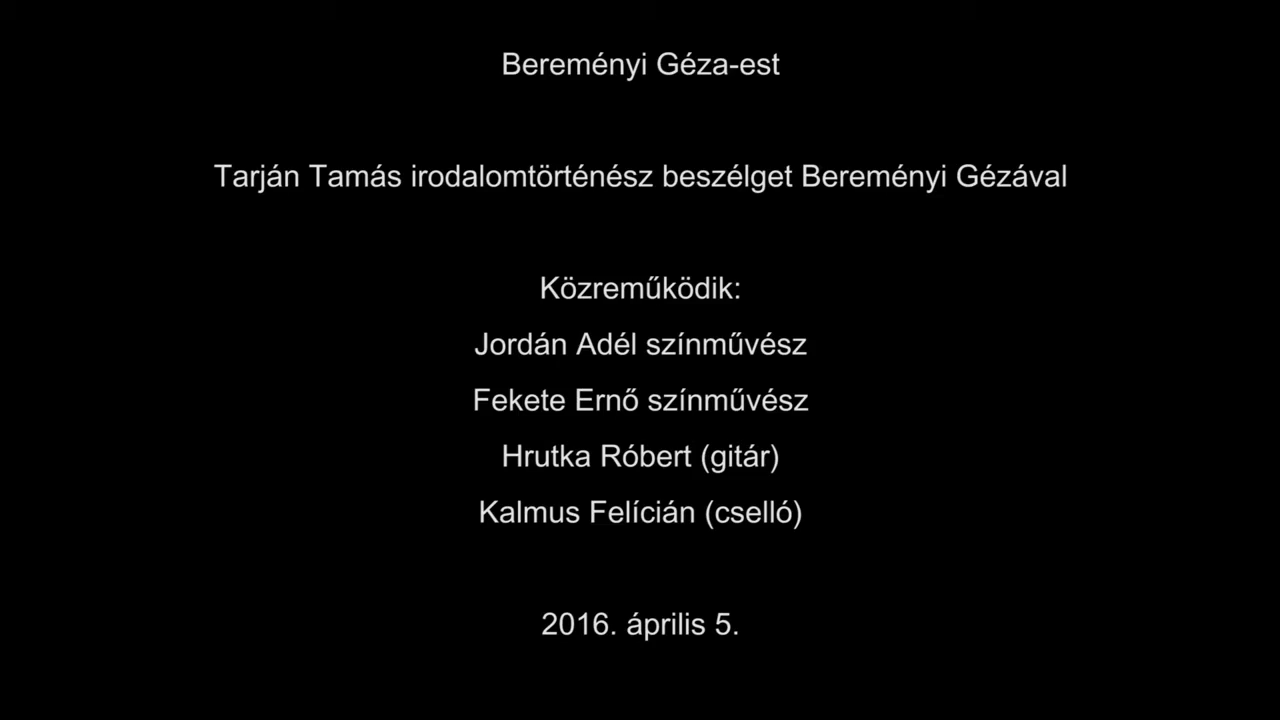 Bereményi Géza-est
Tarján Tamás irodalomtörténész beszélget Bereményi Gézával
Közreműködik:
Jordán Adél színművész
Fekete Ernő színművész
Hrutka Róbert (gitár)
Kalmus Felícián (cselló)
2016. április 5.